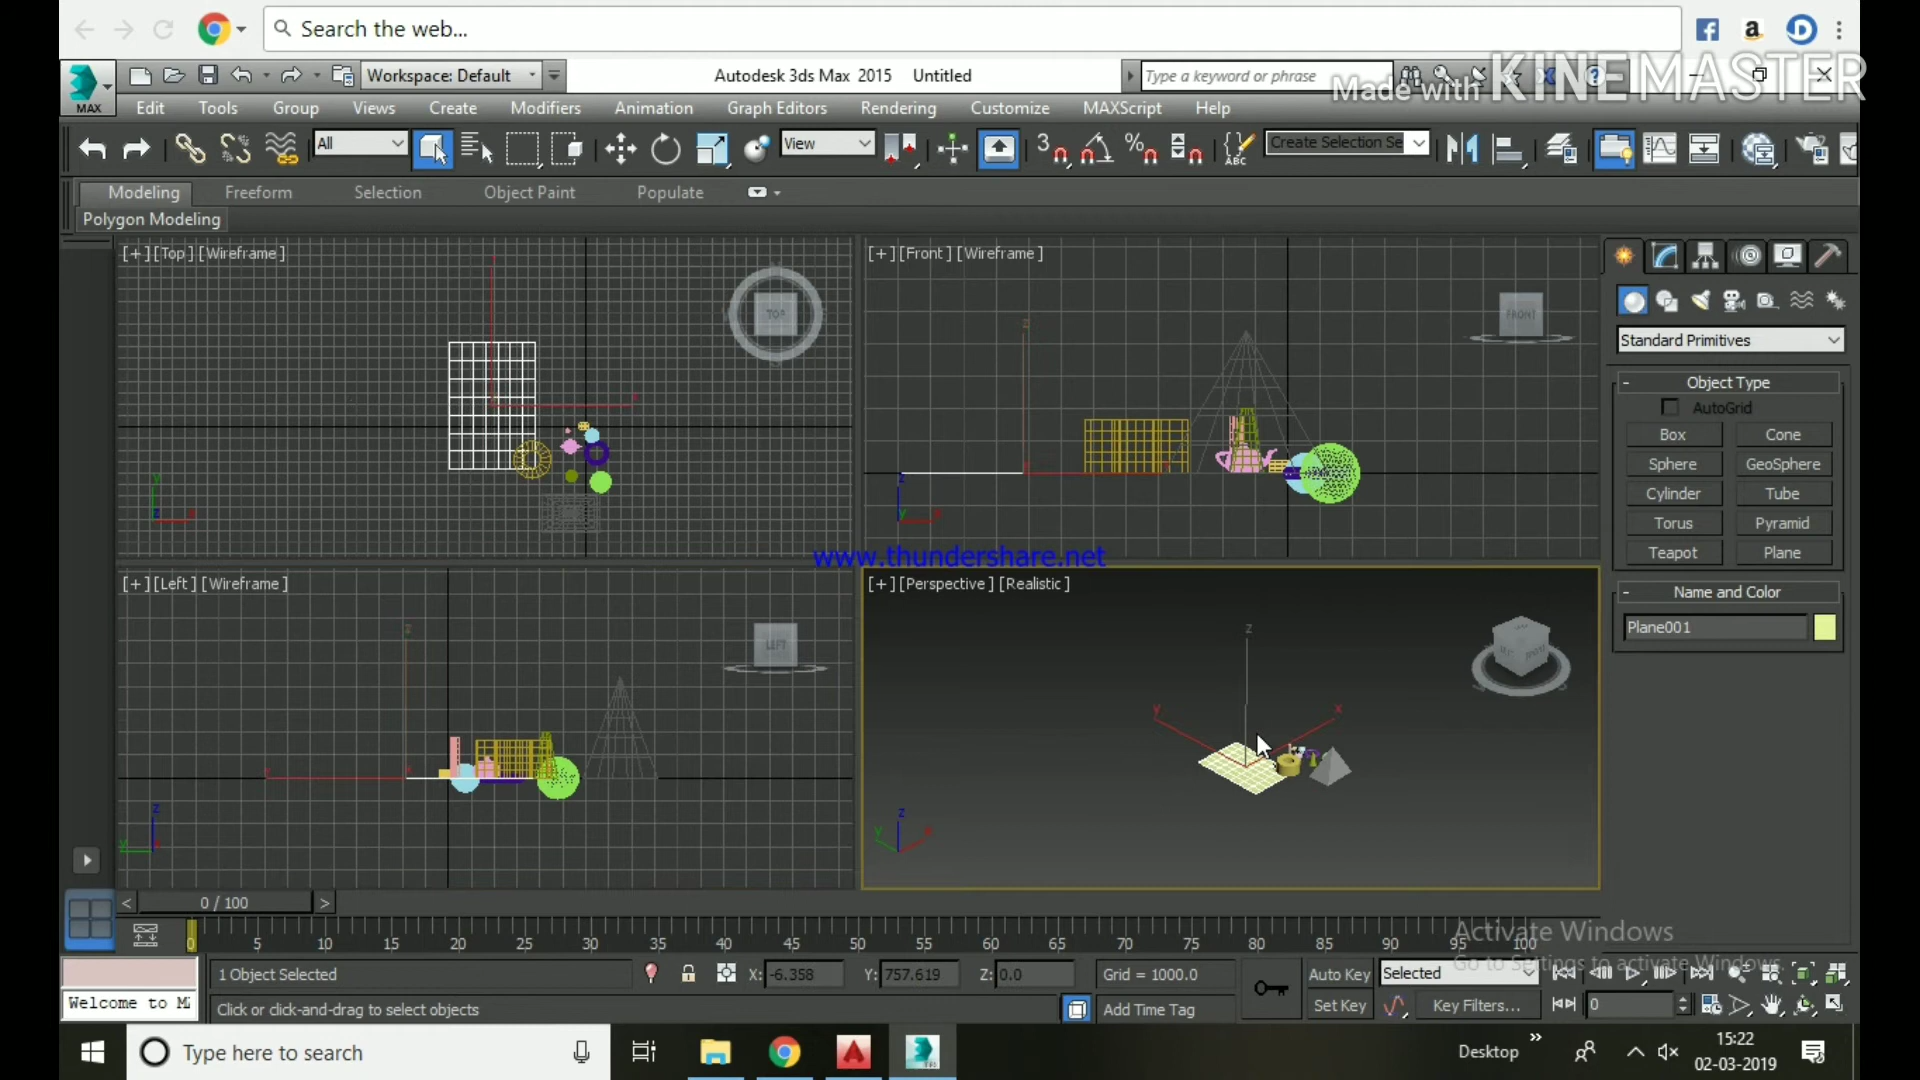 Search the web...
MAX
Workspace: Default
Autodesk 3ds Max 2015 Untitled
Type a keyword or phrase
Made with KINEMASTER
Edit Tools Group Views Create Modifiers Animation Graph Editors Rendering Customize MAXScript Help
All
View
3
ABC
Create Selection Se
Modeling Freeform Selection Object Paint Populate
Polygon Modeling
[+][Top][Wireframe]
TOP
[+][Front][Wireframe]
FRONT
Standard Primitives
- Object Type
AutoGrid
Box Cone
Sphere GeoSphere
Cylinder Tube
Torus Pyramid
Teapot Plane
- Name and Color
Plane001
www.thundershare.net
[+][Left][Wireframe]
LEFT
[+][Perspective][Realistic]
z
y
x
< 0 / 100 >
0 5 10 15 20 25 30 35 40 45 50 55 60 65 70 75 80 85 90 95 100
Activate Windows
Go to Settings to activate Windows.
1 Object Selected
X: -6.358 Y: 757.619 Z: 0.0
Grid = 1000.0
Auto Key
Selected
Welcome to M
Click or click-and-drag to select objects
Add Time Tag
Set Key
Key Filters...
0
Type here to search
Desktop
15:22
02-03-2019